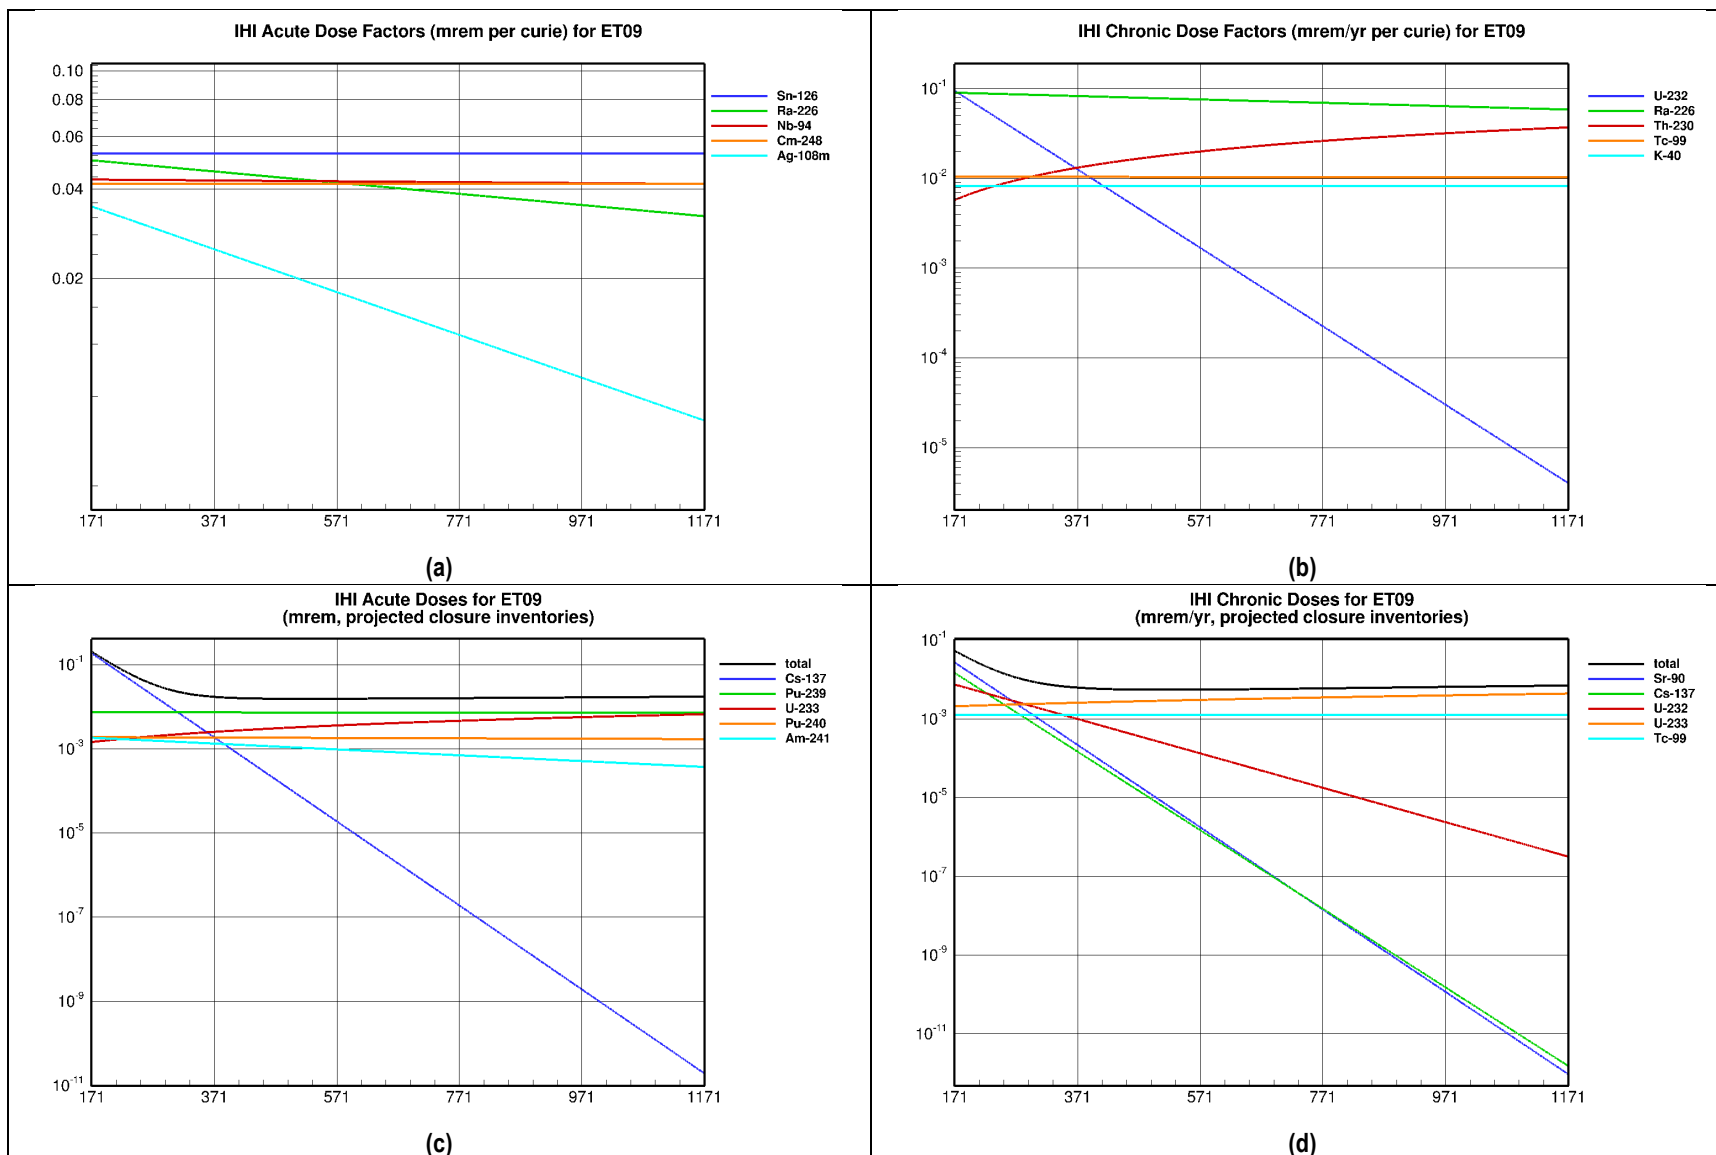 IHI Acute Dose Factors (mrem per curie) for ET09
0.10
0.08
0.06
0.04
0.02
171 371 571 771 971 1171
Sn-126
Ra-226
Nb-94
Cm-248
Ag-108m
(a)
IHI Chronic Dose Factors (mrem/yr per curie) for ET09
10⁻¹
10⁻²
10⁻³
10⁻⁴
10⁻⁵
171 371 571 771 971 1171
U-232
Ra-226
Th-230
Tc-99
K-40
(b)
IHI Acute Doses for ET09
(mrem, projected closure inventories)
10⁻¹
10⁻³
10⁻⁵
10⁻⁷
10⁻⁹
10⁻¹¹
171 371 571 771 971 1171
total
Cs-137
Pu-239
U-233
Pu-240
Am-241
(c)
IHI Chronic Doses for ET09
(mrem/yr, projected closure inventories)
10⁻¹
10⁻³
10⁻⁵
10⁻⁷
10⁻⁹
10⁻¹¹
171 371 571 771 971 1171
total
Sr-90
Cs-137
U-232
U-233
Tc-99
(d)